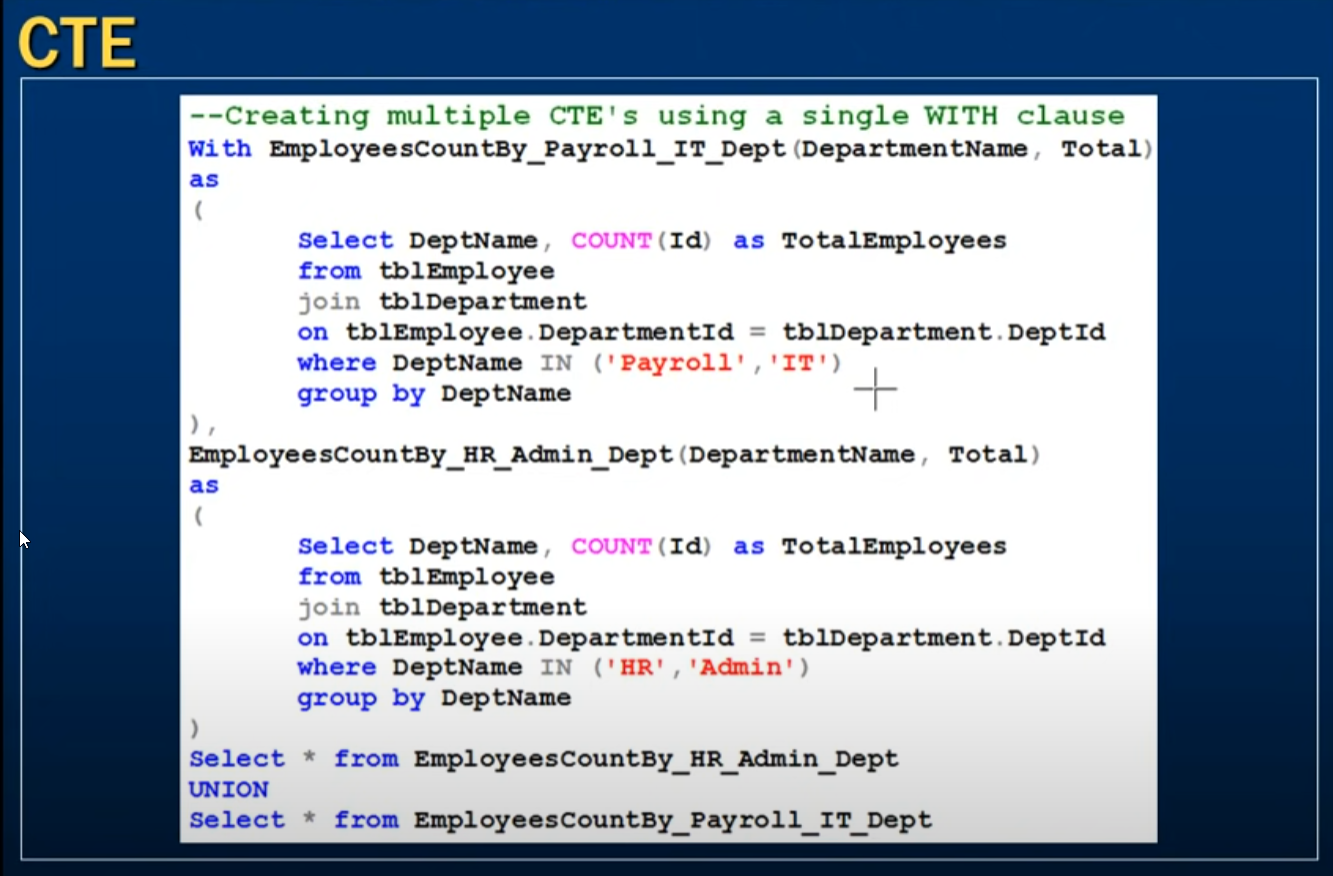 CTE
--Creating multiple CTE's using a single WITH clause
With EmployeesCountBy_Payroll_IT_Dept(DepartmentName, Total)
as
(
Select DeptName, COUNT(Id) as TotalEmployees
from tblEmployee
join tblDepartment
on tblEmployee.DepartmentId = tblDepartment.DeptId
where DeptName IN ('Payroll','IT')
group by DeptName
),
EmployeesCountBy_HR_Admin_Dept(DepartmentName, Total)
as
(
Select DeptName, COUNT(Id) as TotalEmployees
from tblEmployee
join tblDepartment
on tblEmployee.DepartmentId = tblDepartment.DeptId
where DeptName IN ('HR','Admin')
group by DeptName
)
Select * from EmployeesCountBy_HR_Admin_Dept
UNION
Select * from EmployeesCountBy_Payroll_IT_Dept